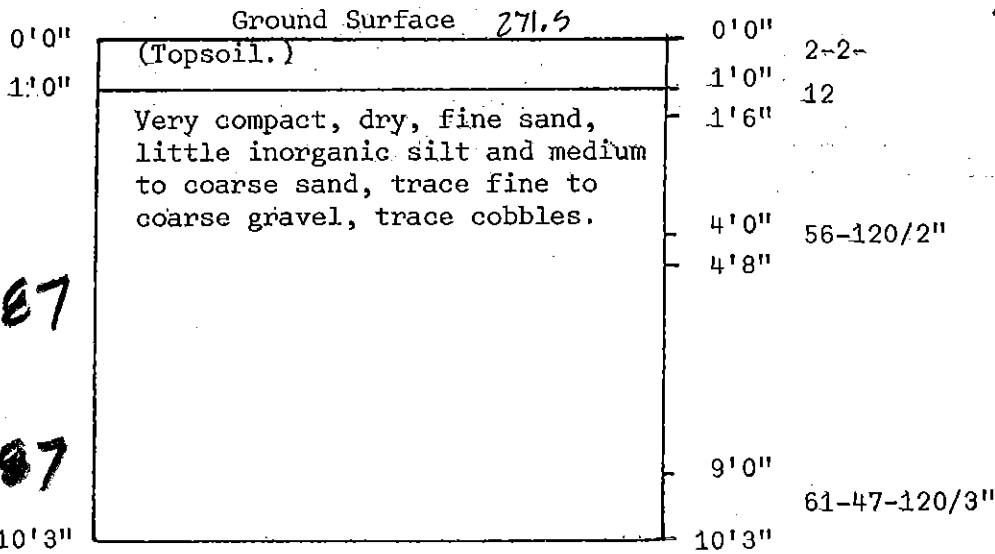 Ground Surface 271.5
0'0" 0'0"
(Topsoil.) 2-2-
1'0" 1'0"
12
Very compact, dry, fine sand, 1'6"
little inorganic silt and medium
to coarse sand, trace fine to
coarse gravel, trace cobbles. 4'0" 56-120/2"
4'8"
87
87 9'0"
61-47-120/3"
10'3" 10'3"